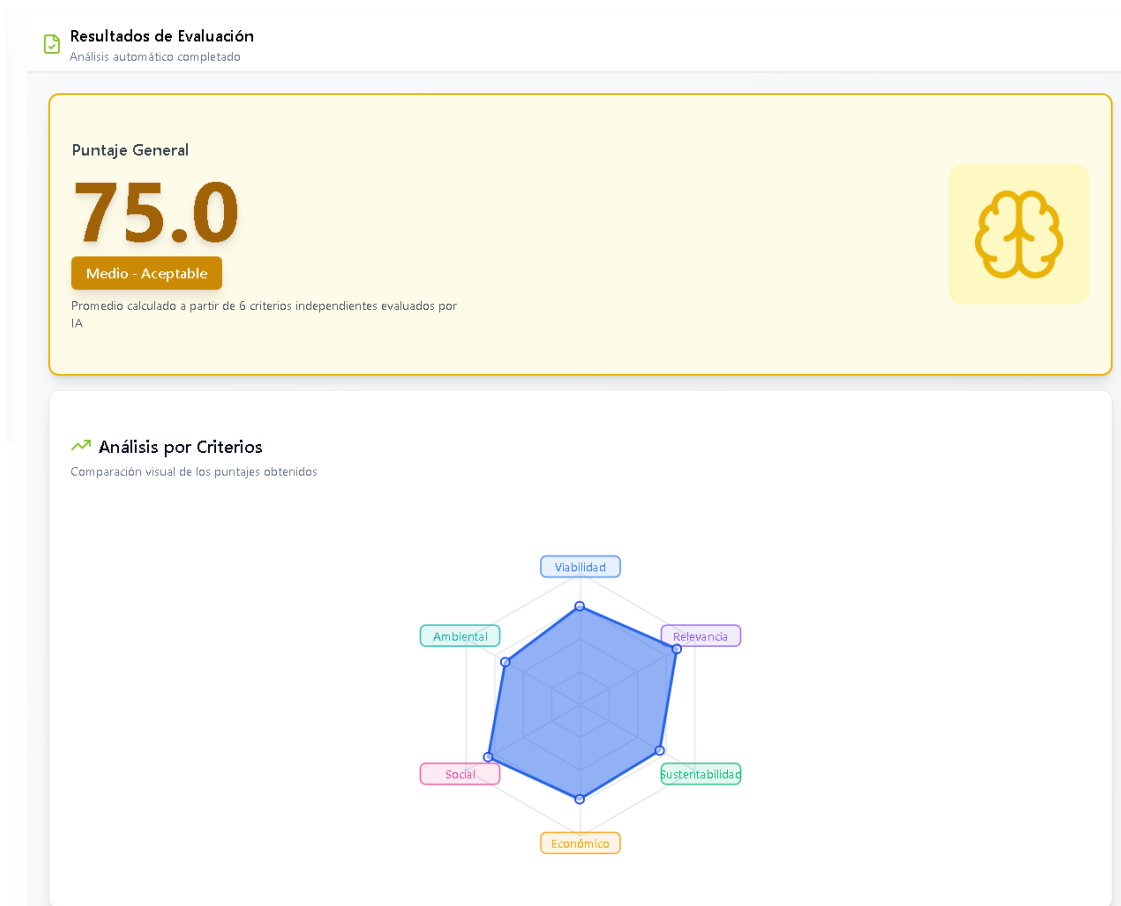 Resultados de Evaluación
Análisis automático completado
Puntaje General
75.0
Medio - Aceptable
Promedio calculado a partir de 6 criterios independientes evaluados por
IA
Análisis por Criterios
Comparación visual de los puntajes obtenidos
Viabilidad
Ambiental
Relevancia
Social
Sustentabilidad
Económico